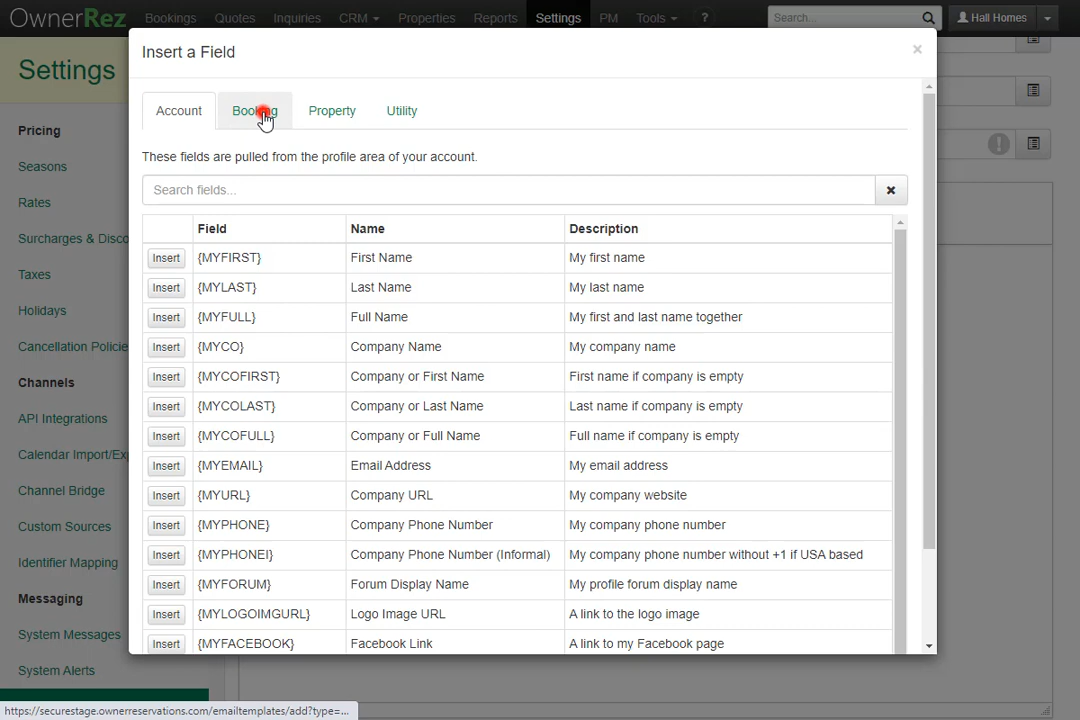 OwnerRez Bookings Quotes Inquiries CRM Properties Reports Settings PM Tools ? Search... Hall Homes
Insert a Field ×
Settings
Account Booking Property Utility
Pricing
These fields are pulled from the profile area of your account.
Seasons
Search fields...
Rates
Field Name Description
Surcharges & Disco
Insert {MYFIRST} First Name My first name
Taxes
Insert {MYLAST} Last Name My last name
Holidays
Insert {MYFULL} Full Name My first and last name together
Cancellation Policie
Insert {MYCO} Company Name My company name
Channels
Insert {MYCOFIRST} Company or First Name First name if company is empty
API Integrations
Insert {MYCOLAST} Company or Last Name Last name if company is empty
Insert {MYCOFULL} Company or Full Name Full name if company is empty
Calendar Import/Exp
Insert {MYEMAIL} Email Address My email address
Channel Bridge
Insert {MYURL} Company URL My company website
Custom Sources
Insert {MYPHONE} Company Phone Number My company phone number
Identifier Mapping
Insert {MYPHONEI} Company Phone Number (Informal) My company phone number without +1 if USA based
Insert {MYFORUM} Forum Display Name My profile forum display name
Messaging
Insert {MYLOGOIMGURL} Logo Image URL A link to the logo image
System Messages
Insert {MYFACEBOOK} Facebook Link A link to my Facebook page
System Alerts
https://securestage.ownerreservations.com/emailtemplates/add?type=...